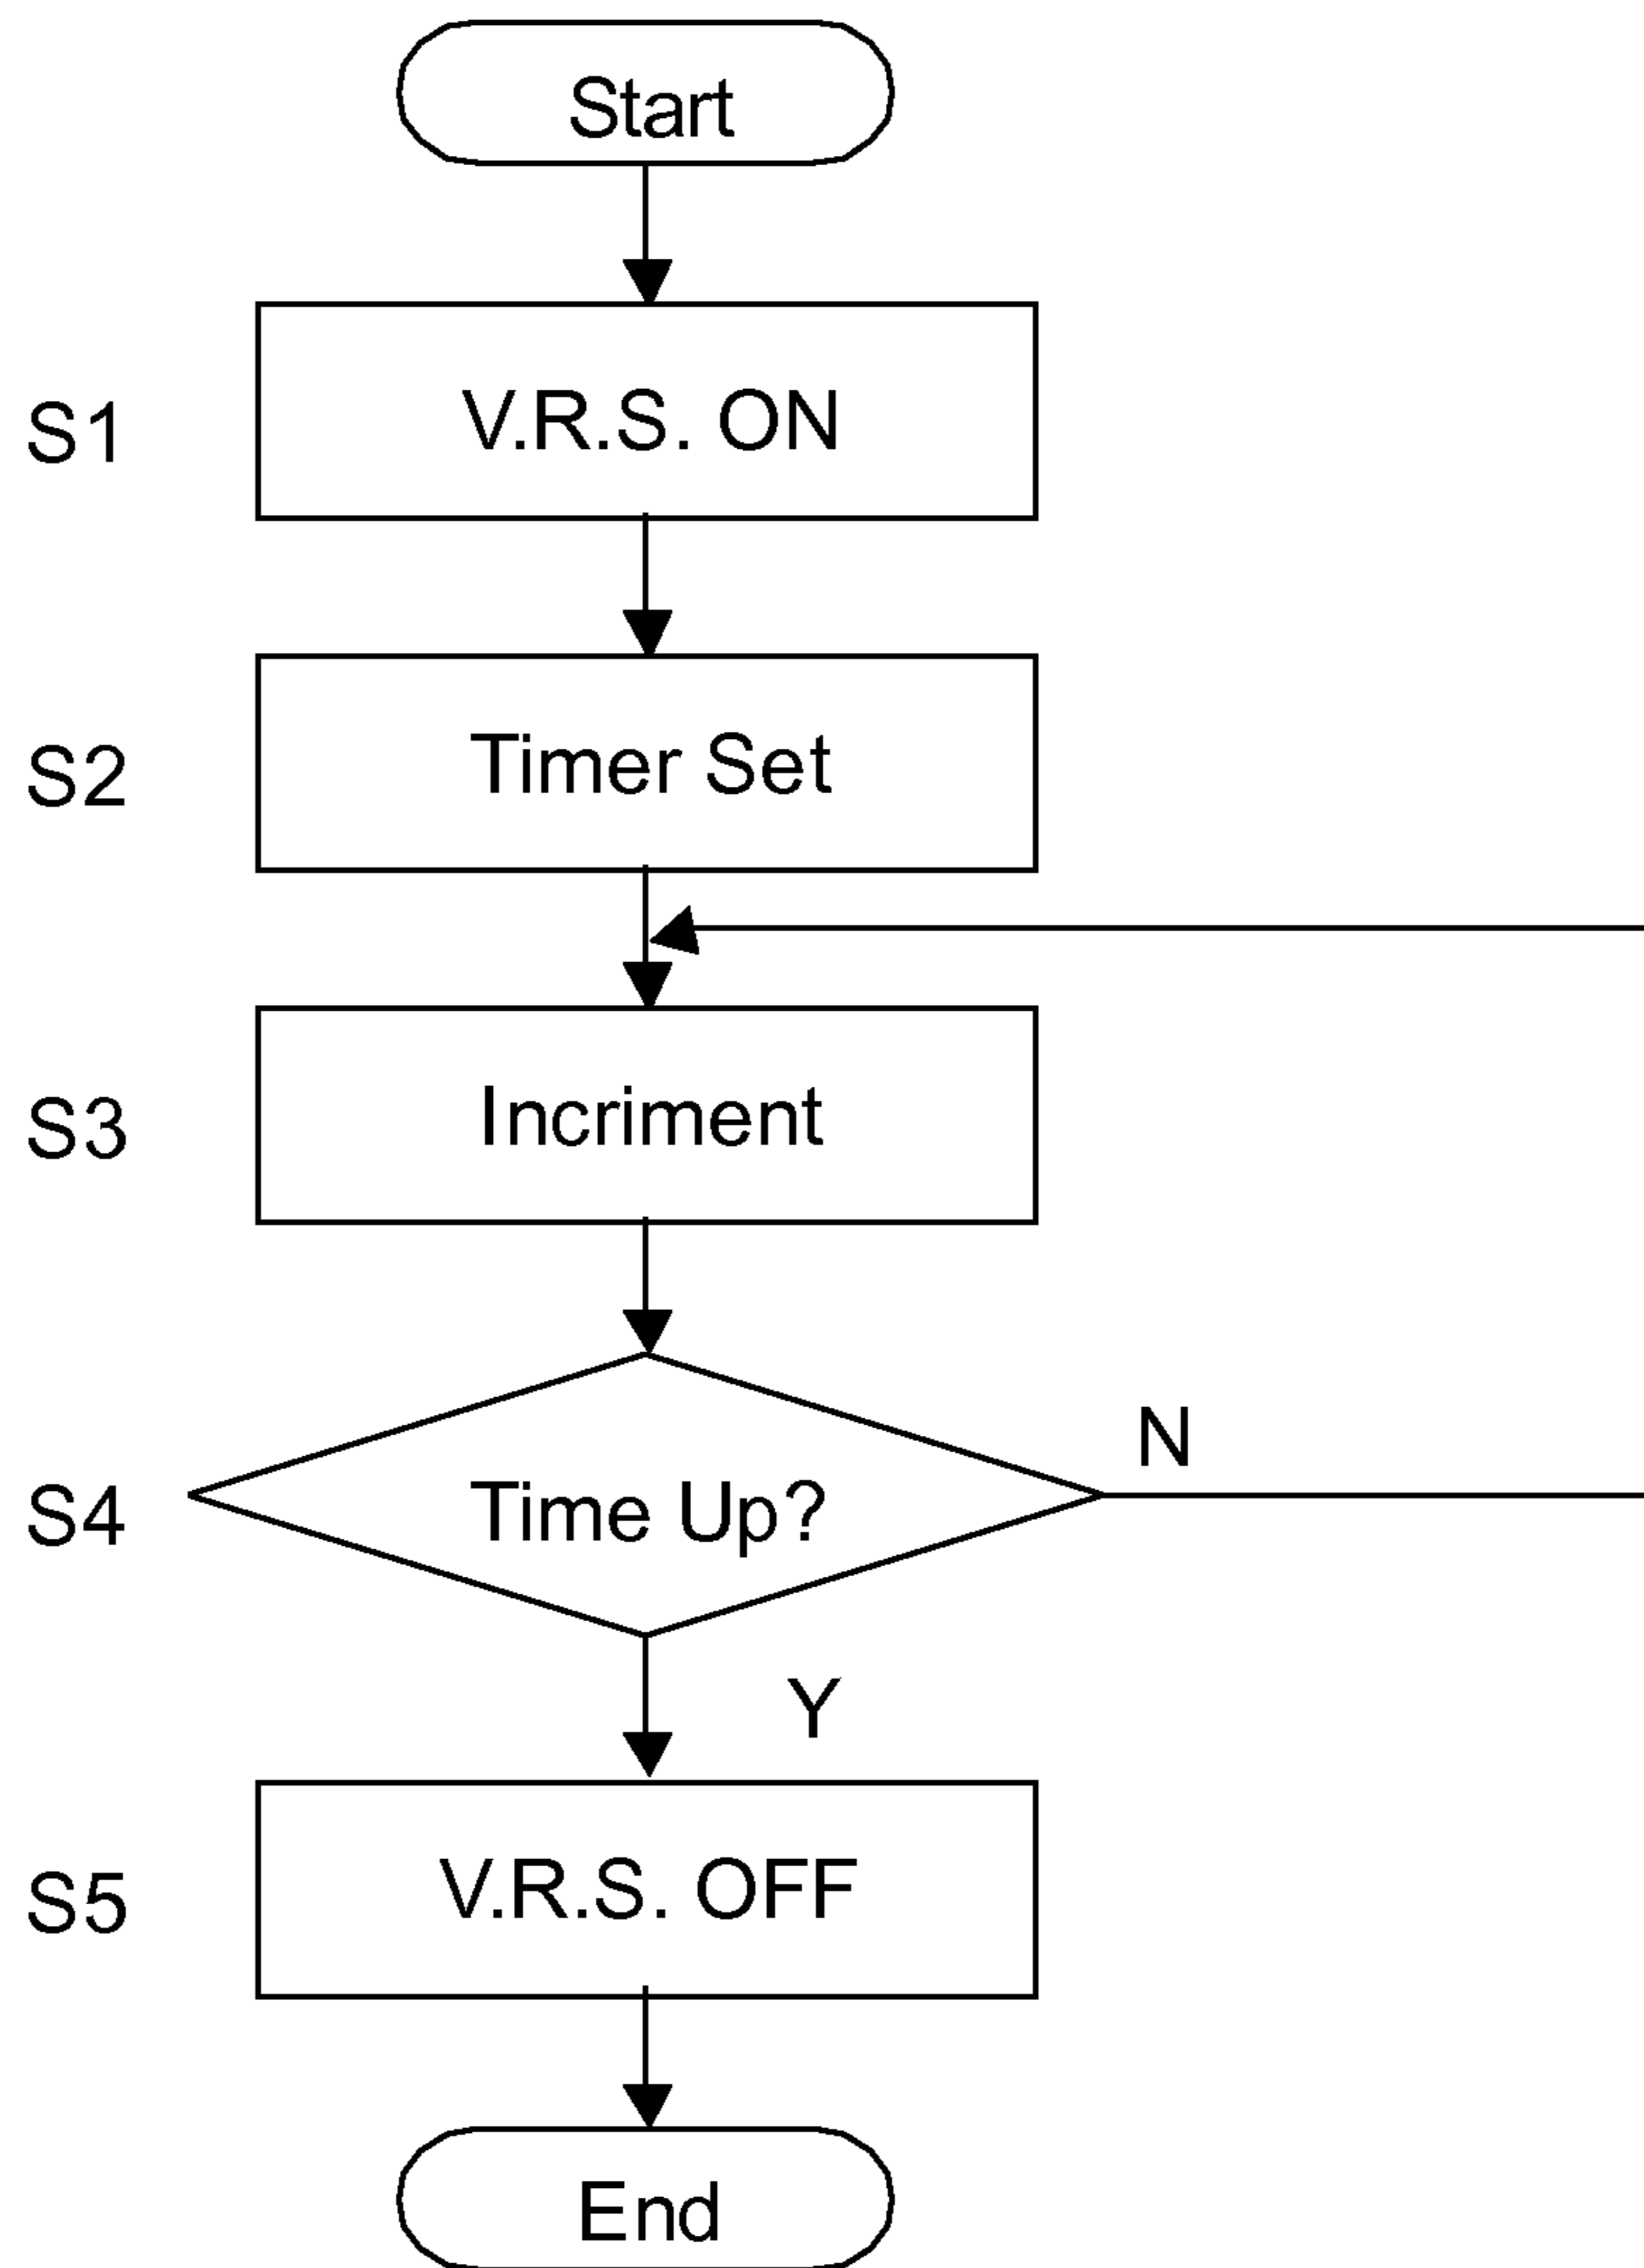 Start
S1
V.R.S. ON
S2
Timer Set
S3
Incriment
S4
Time Up?
N
Y
S5
V.R.S. OFF
End